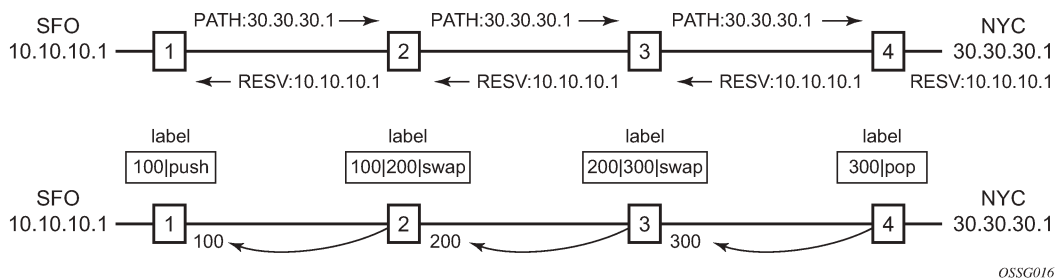 PATH:30.30.30.1 PATH:30.30.30.1 PATH:30.30.30.1
SFO NYC
10.10.10.1 1 2 3 4 30.30.30.1
RESV:10.10.10.1 RESV:10.10.10.1 RESV:10.10.10.1 RESV:10.10.10.1
label label label label
100|push 100|200|swap 200|300|swap 300|pop
SFO NYC
10.10.10.1 1 2 3 4 30.30.30.1
100 200 300
OSSG016